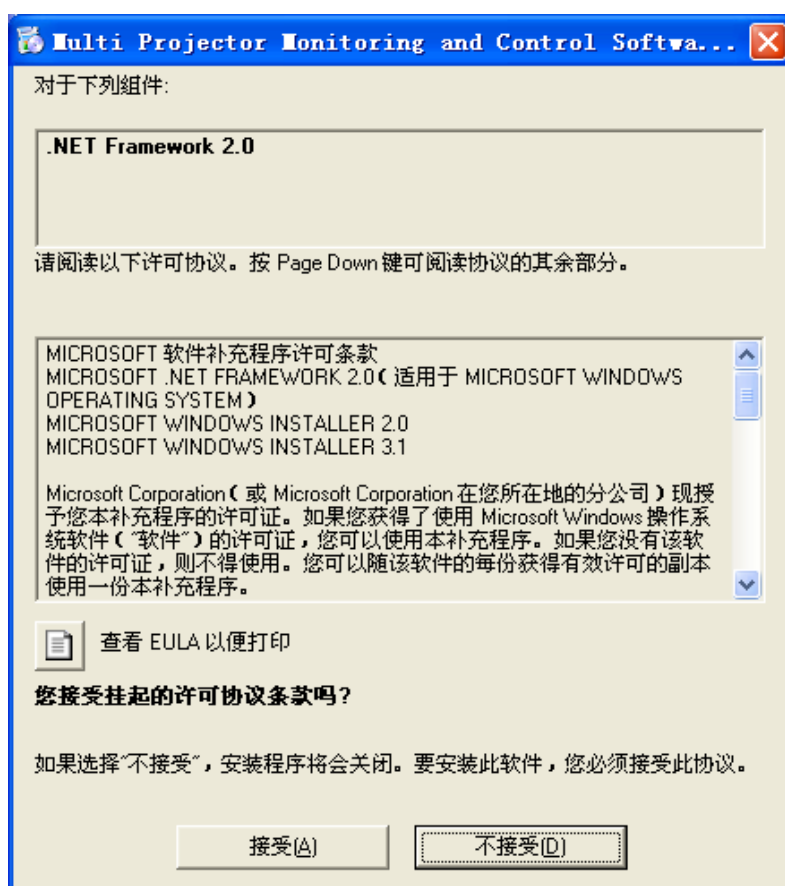 Multi Projector Monitoring and Control Softwa...
对于下列组件:
.NET Framework 2.0
请阅读以下许可协议。按 Page Down 键可阅读协议的其余部分。
MICROSOFT 软件补充程序许可条款
MICROSOFT .NET FRAMEWORK 2.0（适用于 MICROSOFT WINDOWS
OPERATING SYSTEM）
MICROSOFT WINDOWS INSTALLER 2.0
MICROSOFT WINDOWS INSTALLER 3.1
Microsoft Corporation（或 Microsoft Corporation 在您所在地的分公司）现授
予您本补充程序的许可证。如果您获得了使用 Microsoft Windows 操作系
统软件（“软件”）的许可证，您可以使用本补充程序。如果您没有该软
件的许可证，则不得使用。您可以随该软件的每份获得有效许可的副本
使用一份本补充程序。
查看 EULA 以便打印
您接受挂起的许可协议条款吗?
如果选择“不接受”，安装程序将会关闭。要安装此软件，您必须接受此协议。
接受(A)
不接受(D)